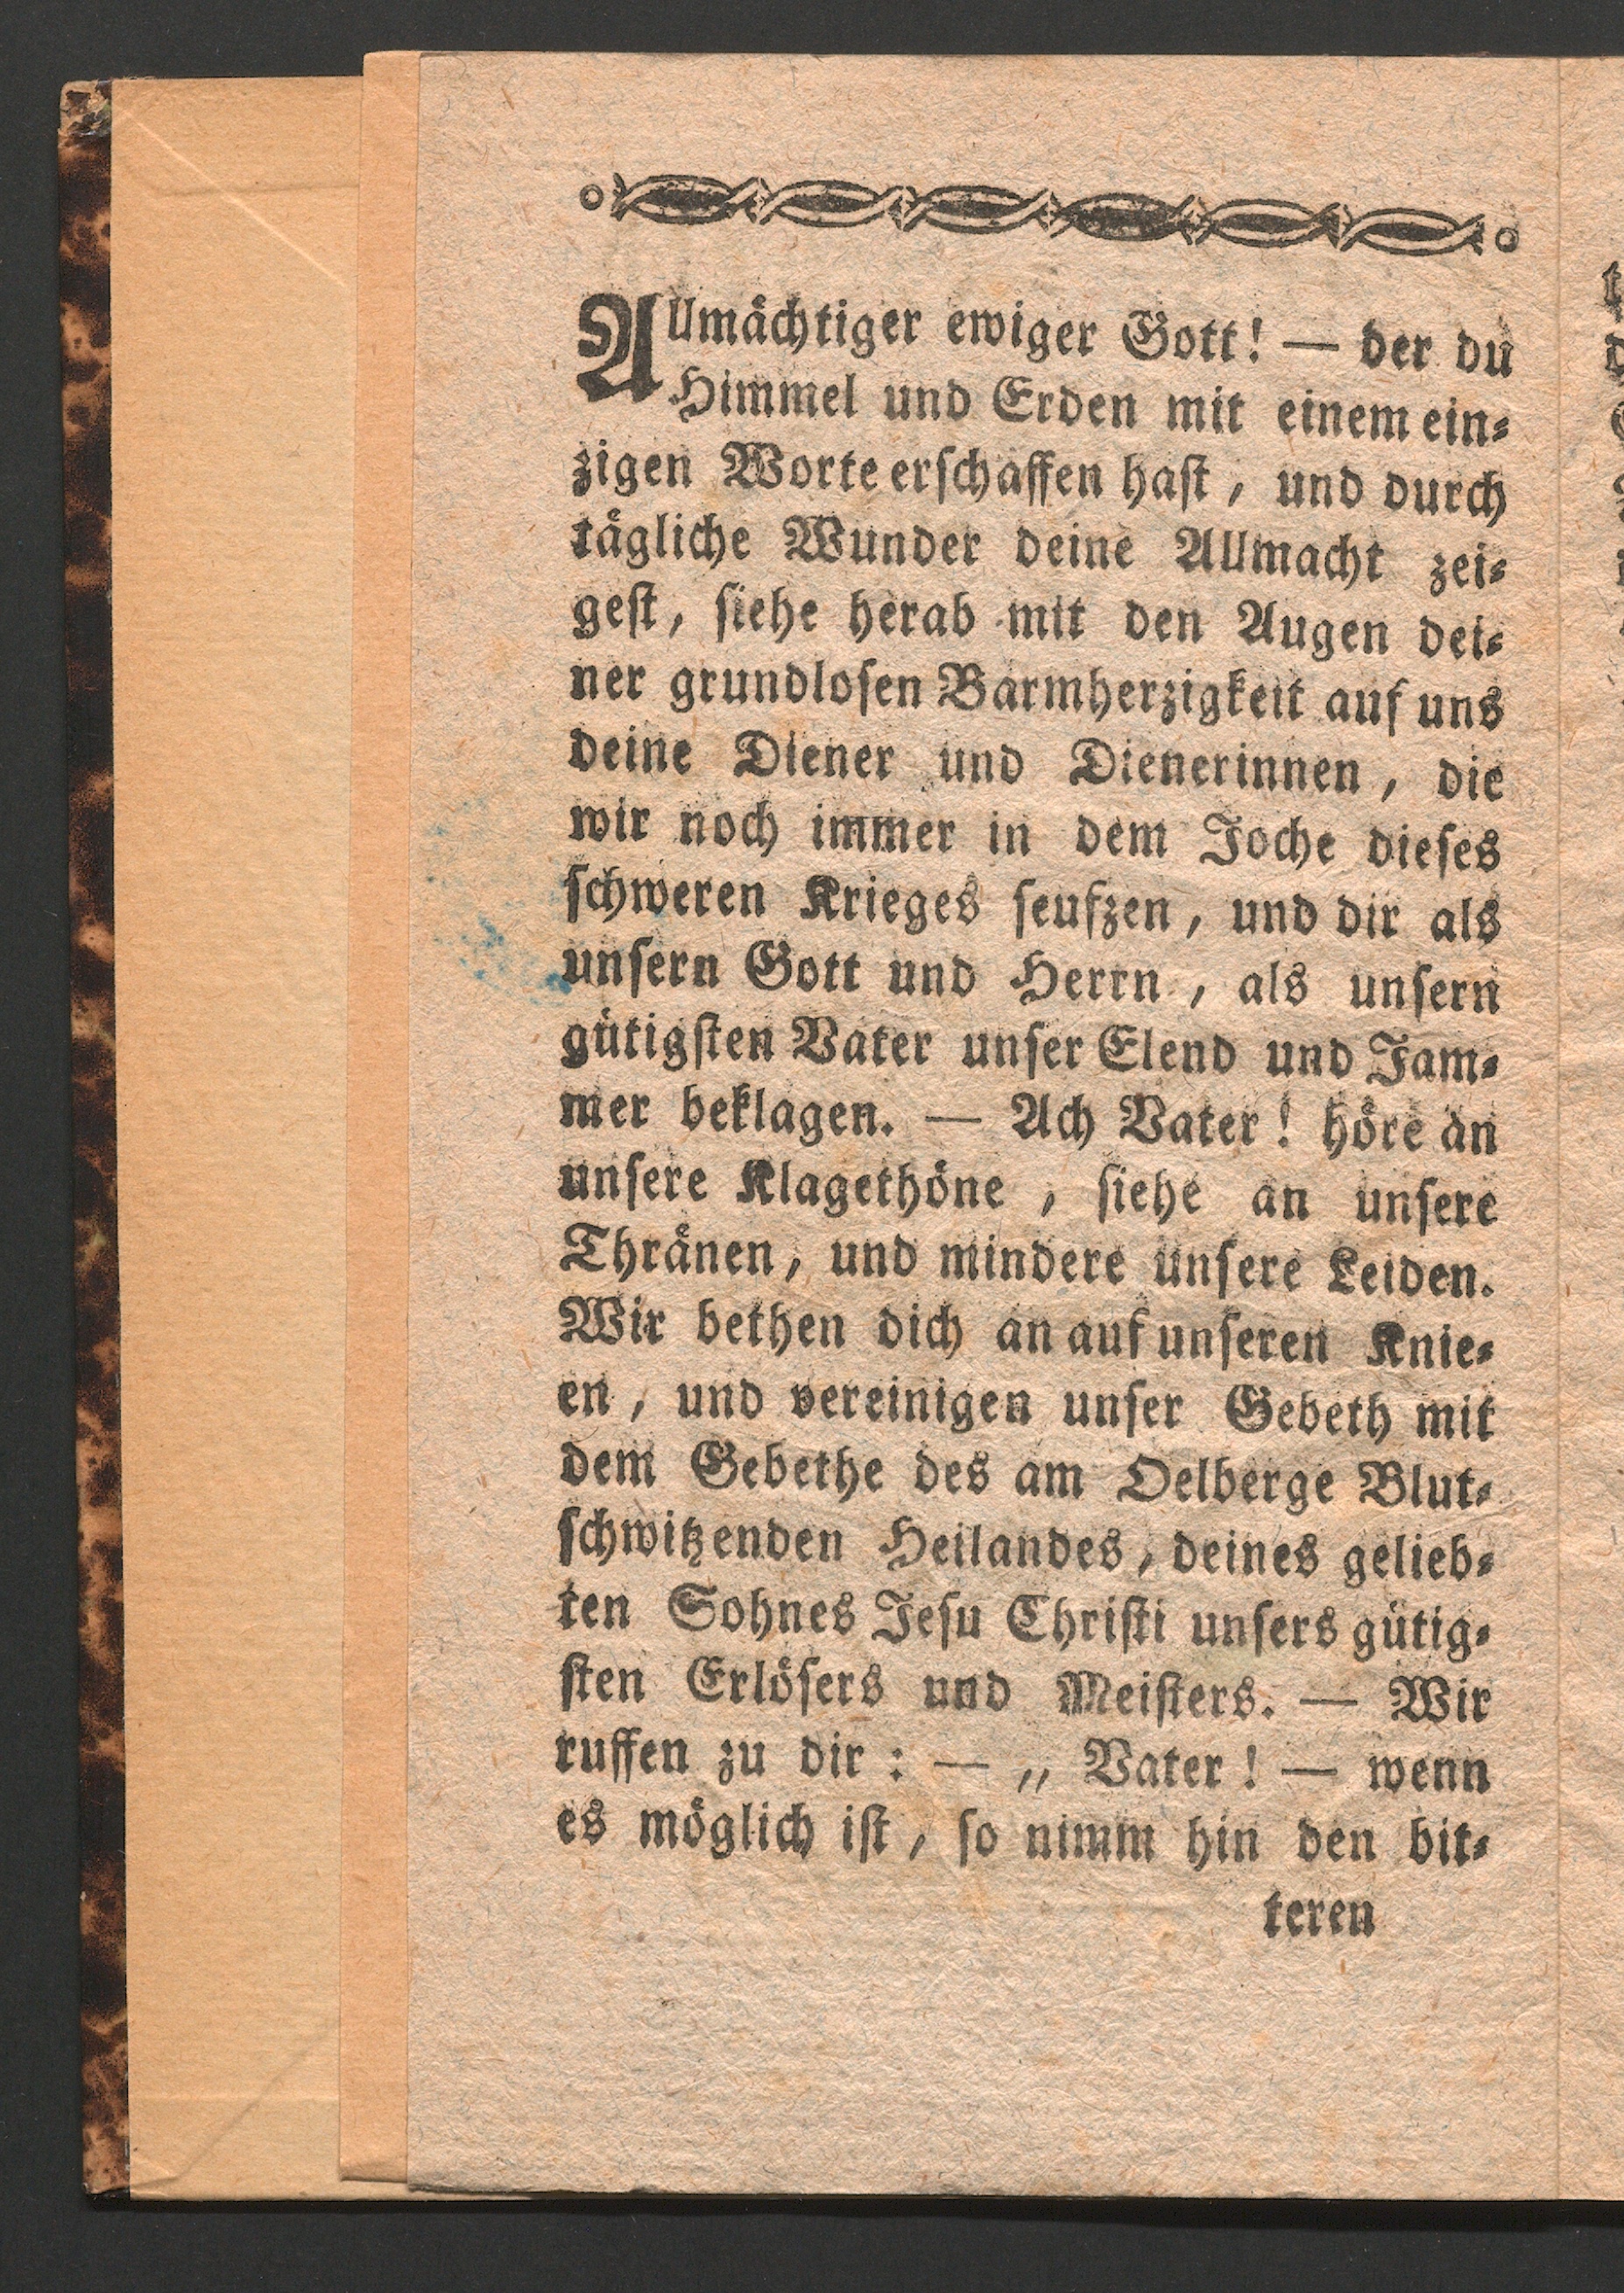 Allmächtiger ewiger Gott! — der du
Himmel und Erden mit einem ein⸗
zigen Worte erschaffen hast, und durch
tägliche Wunder deine Allmacht zei⸗
gest, siehe herab mit den Augen dei⸗
ner grundlosen Barmherzigkeit auf uns
deine Diener und Dienerinnen, die
wir noch immer in dem Joche dieses
schweren Krieges seufzen, und dir als
unsern Gott und Herrn, als unsern
gütigsten Vater unser Elend und Jam⸗
mer beklagen. — Ach Vater! höre an
unsere Klagethöne, siehe an unsere
Thränen, und mindere unsere Leiden.
Wir bethen dich an auf unseren Knie⸗
en, und vereinigen unser Gebeth mit
dem Gebethe des am Oelberge Blut⸗
schwitzenden Heilandes, deines gelieb⸗
ten Sohnes Jesu Christi unsers gütig⸗
sten Erlösers und Meisters. — Wir
ruffen zu dir: — „ Vater! — wenn
es möglich ist, so nimm hin den bit⸗
teren